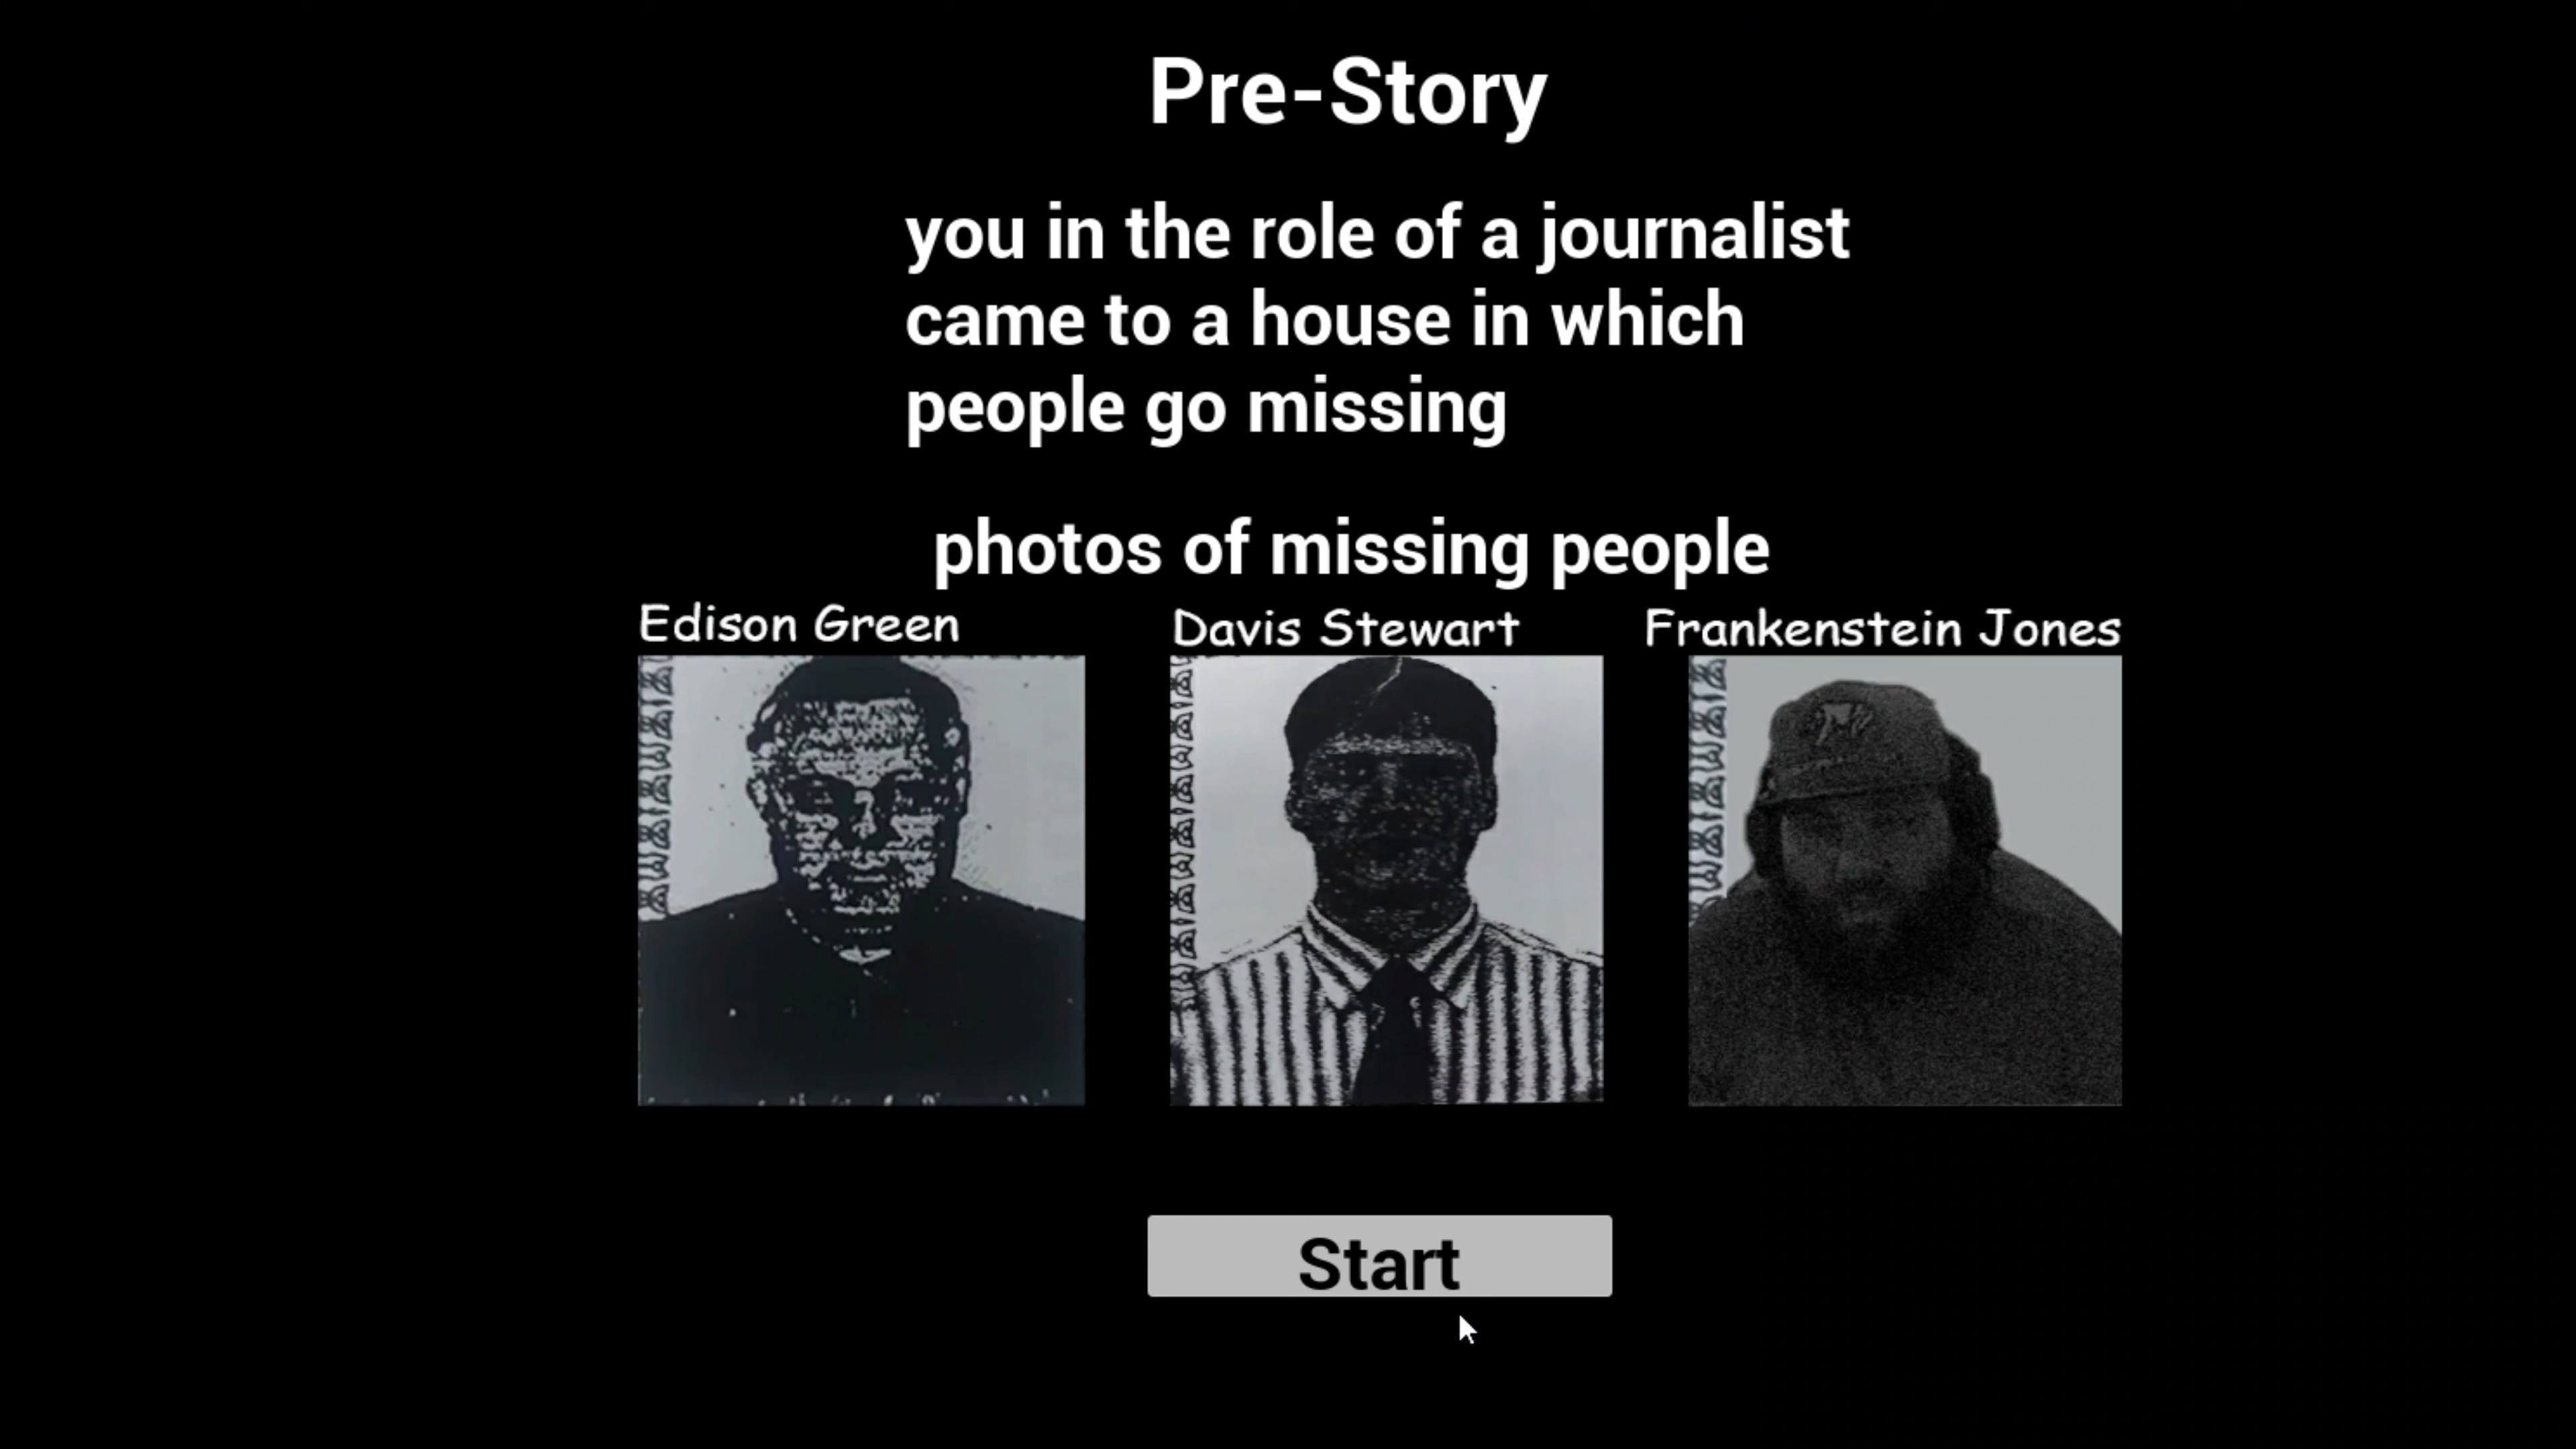 Pre-Story
you in the role of a journalist
came to a house in which
people go missing
photos of missing people
Edison Green
Davis Stewart
Frankenstein Jones
Start